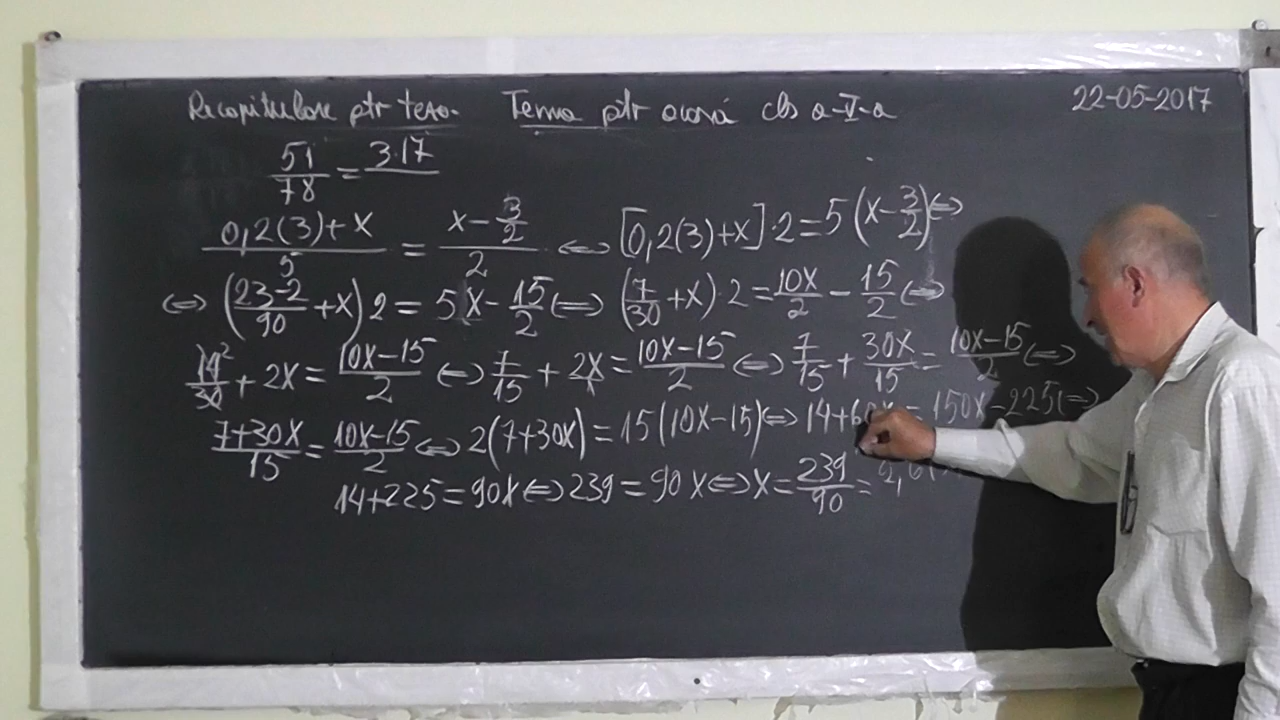 Recapitulare ptr teza. Tema ptr acasă cls a-V-a 22-05-2017
51/78 = 3·17/
(0,2(3)+x)/5 = (x-3/2)/2 ⇔ [0,2(3)+x]·2 = 5(x-3/2) ⇔
⇔ ((23-2)/90 + x) 2 = 5x - 15/2 ⇔ (7/30 + x)·2 = 10x/2 - 15/2 ⇔
14/30 + 2x = (10x-15)/2 ⇔ 7/15 + 2x/1 = (10x-15)/2 ⇔ 7/15 + 30x/15 = (10x-15)/2 ⇔
(7+30x)/15 = (10x-15)/2 ⇔ 2(7+30x) = 15(10x-15) ⇔ 14+60x = 150x-225 ⇔
14+225 = 90x ⇔ 239 = 90x ⇔ x = 239/90 =